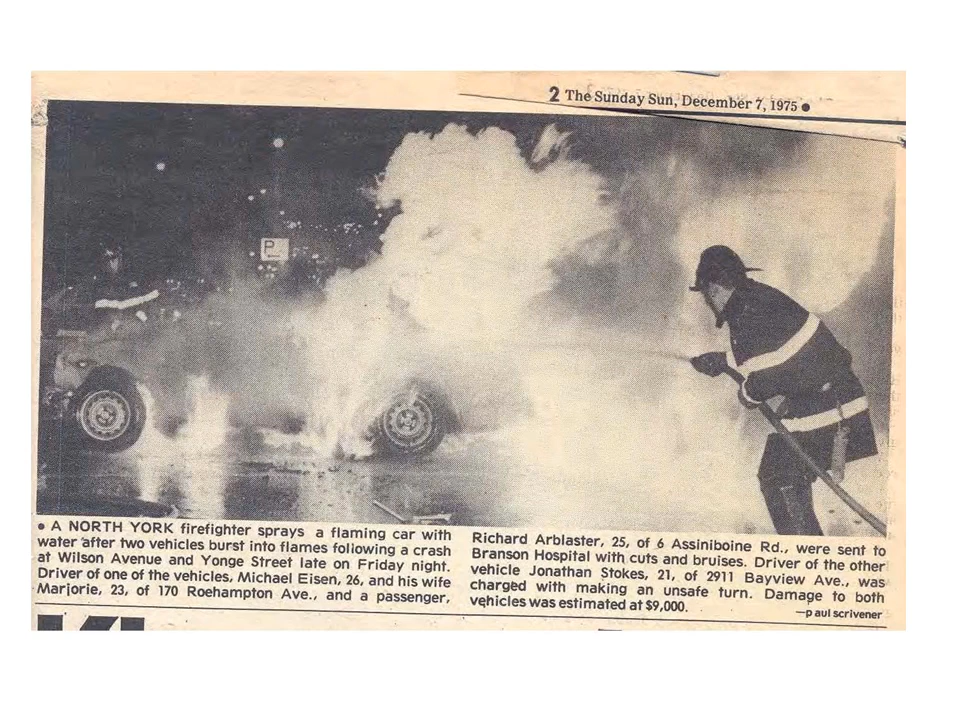 2 The Sunday Sun, December 7, 1975 ●
P
● A NORTH YORK firefighter sprays a flaming car with
water after two vehicles burst into flames following a crash
at Wilson Avenue and Yonge Street late on Friday night.
Driver of one of the vehicles, Michael Eisen, 26, and his wife
Marjorie, 23, of 170 Roehampton Ave., and a passenger,
Richard Arblaster, 25, of 6 Assiniboine Rd., were sent to
Branson Hospital with cuts and bruises. Driver of the other
vehicle Jonathan Stokes, 21, of 2911 Bayview Ave., was
charged with making an unsafe turn. Damage to both
vehicles was estimated at $9,000.
—paul scrivener